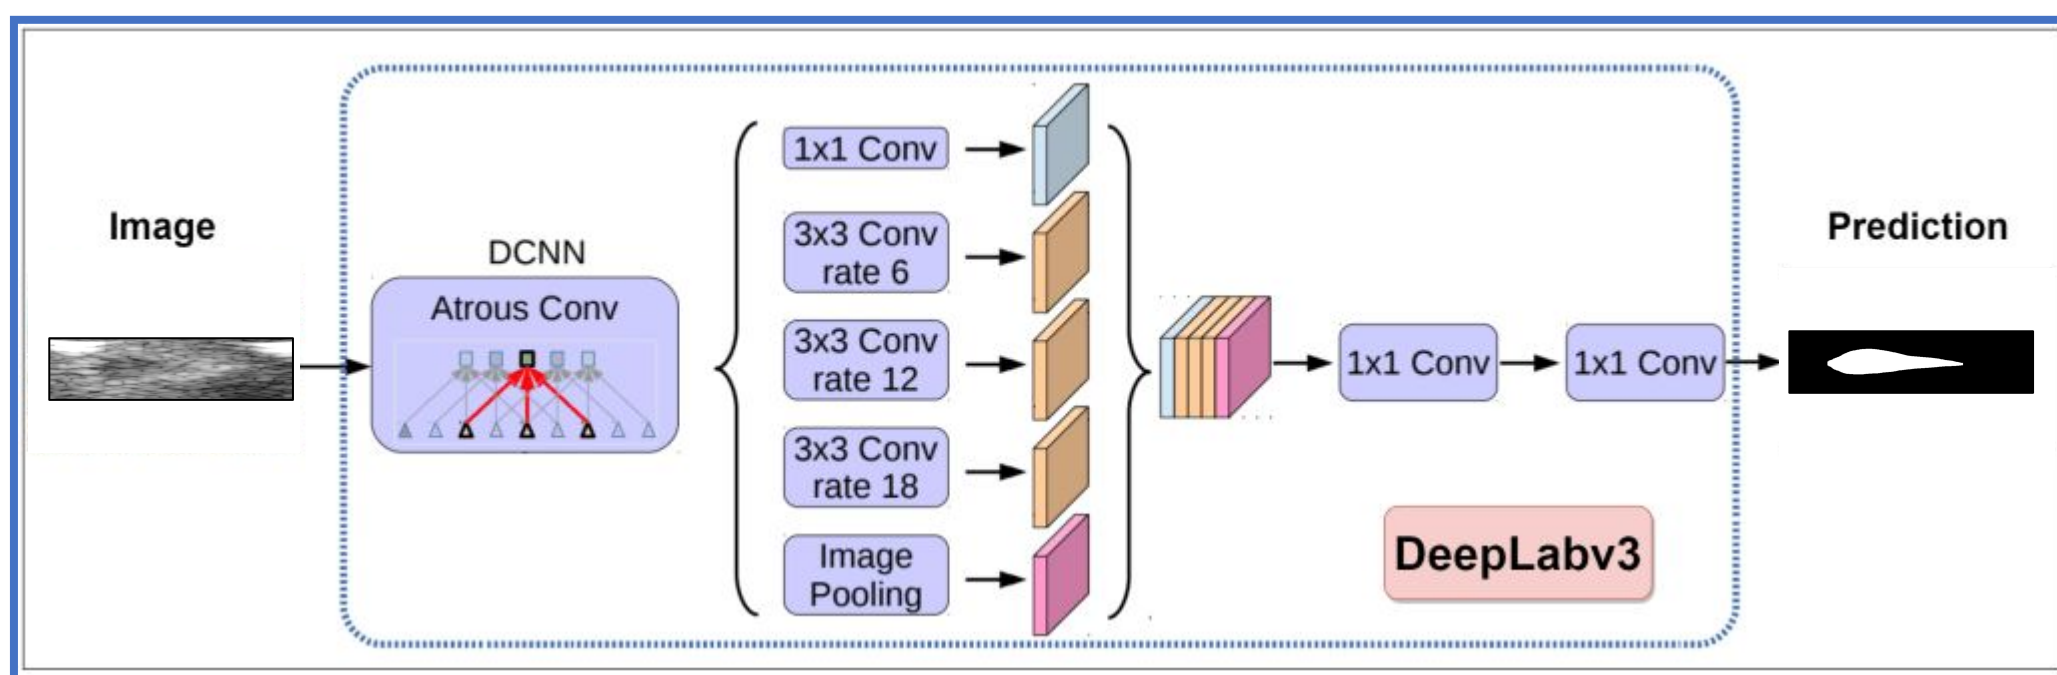 Image
DCNN
Atrous Conv
1x1 Conv
3x3 Conv
rate 6
3x3 Conv
rate 12
3x3 Conv
rate 18
Image
Pooling
1x1 Conv
1x1 Conv
Prediction
DeepLabv3